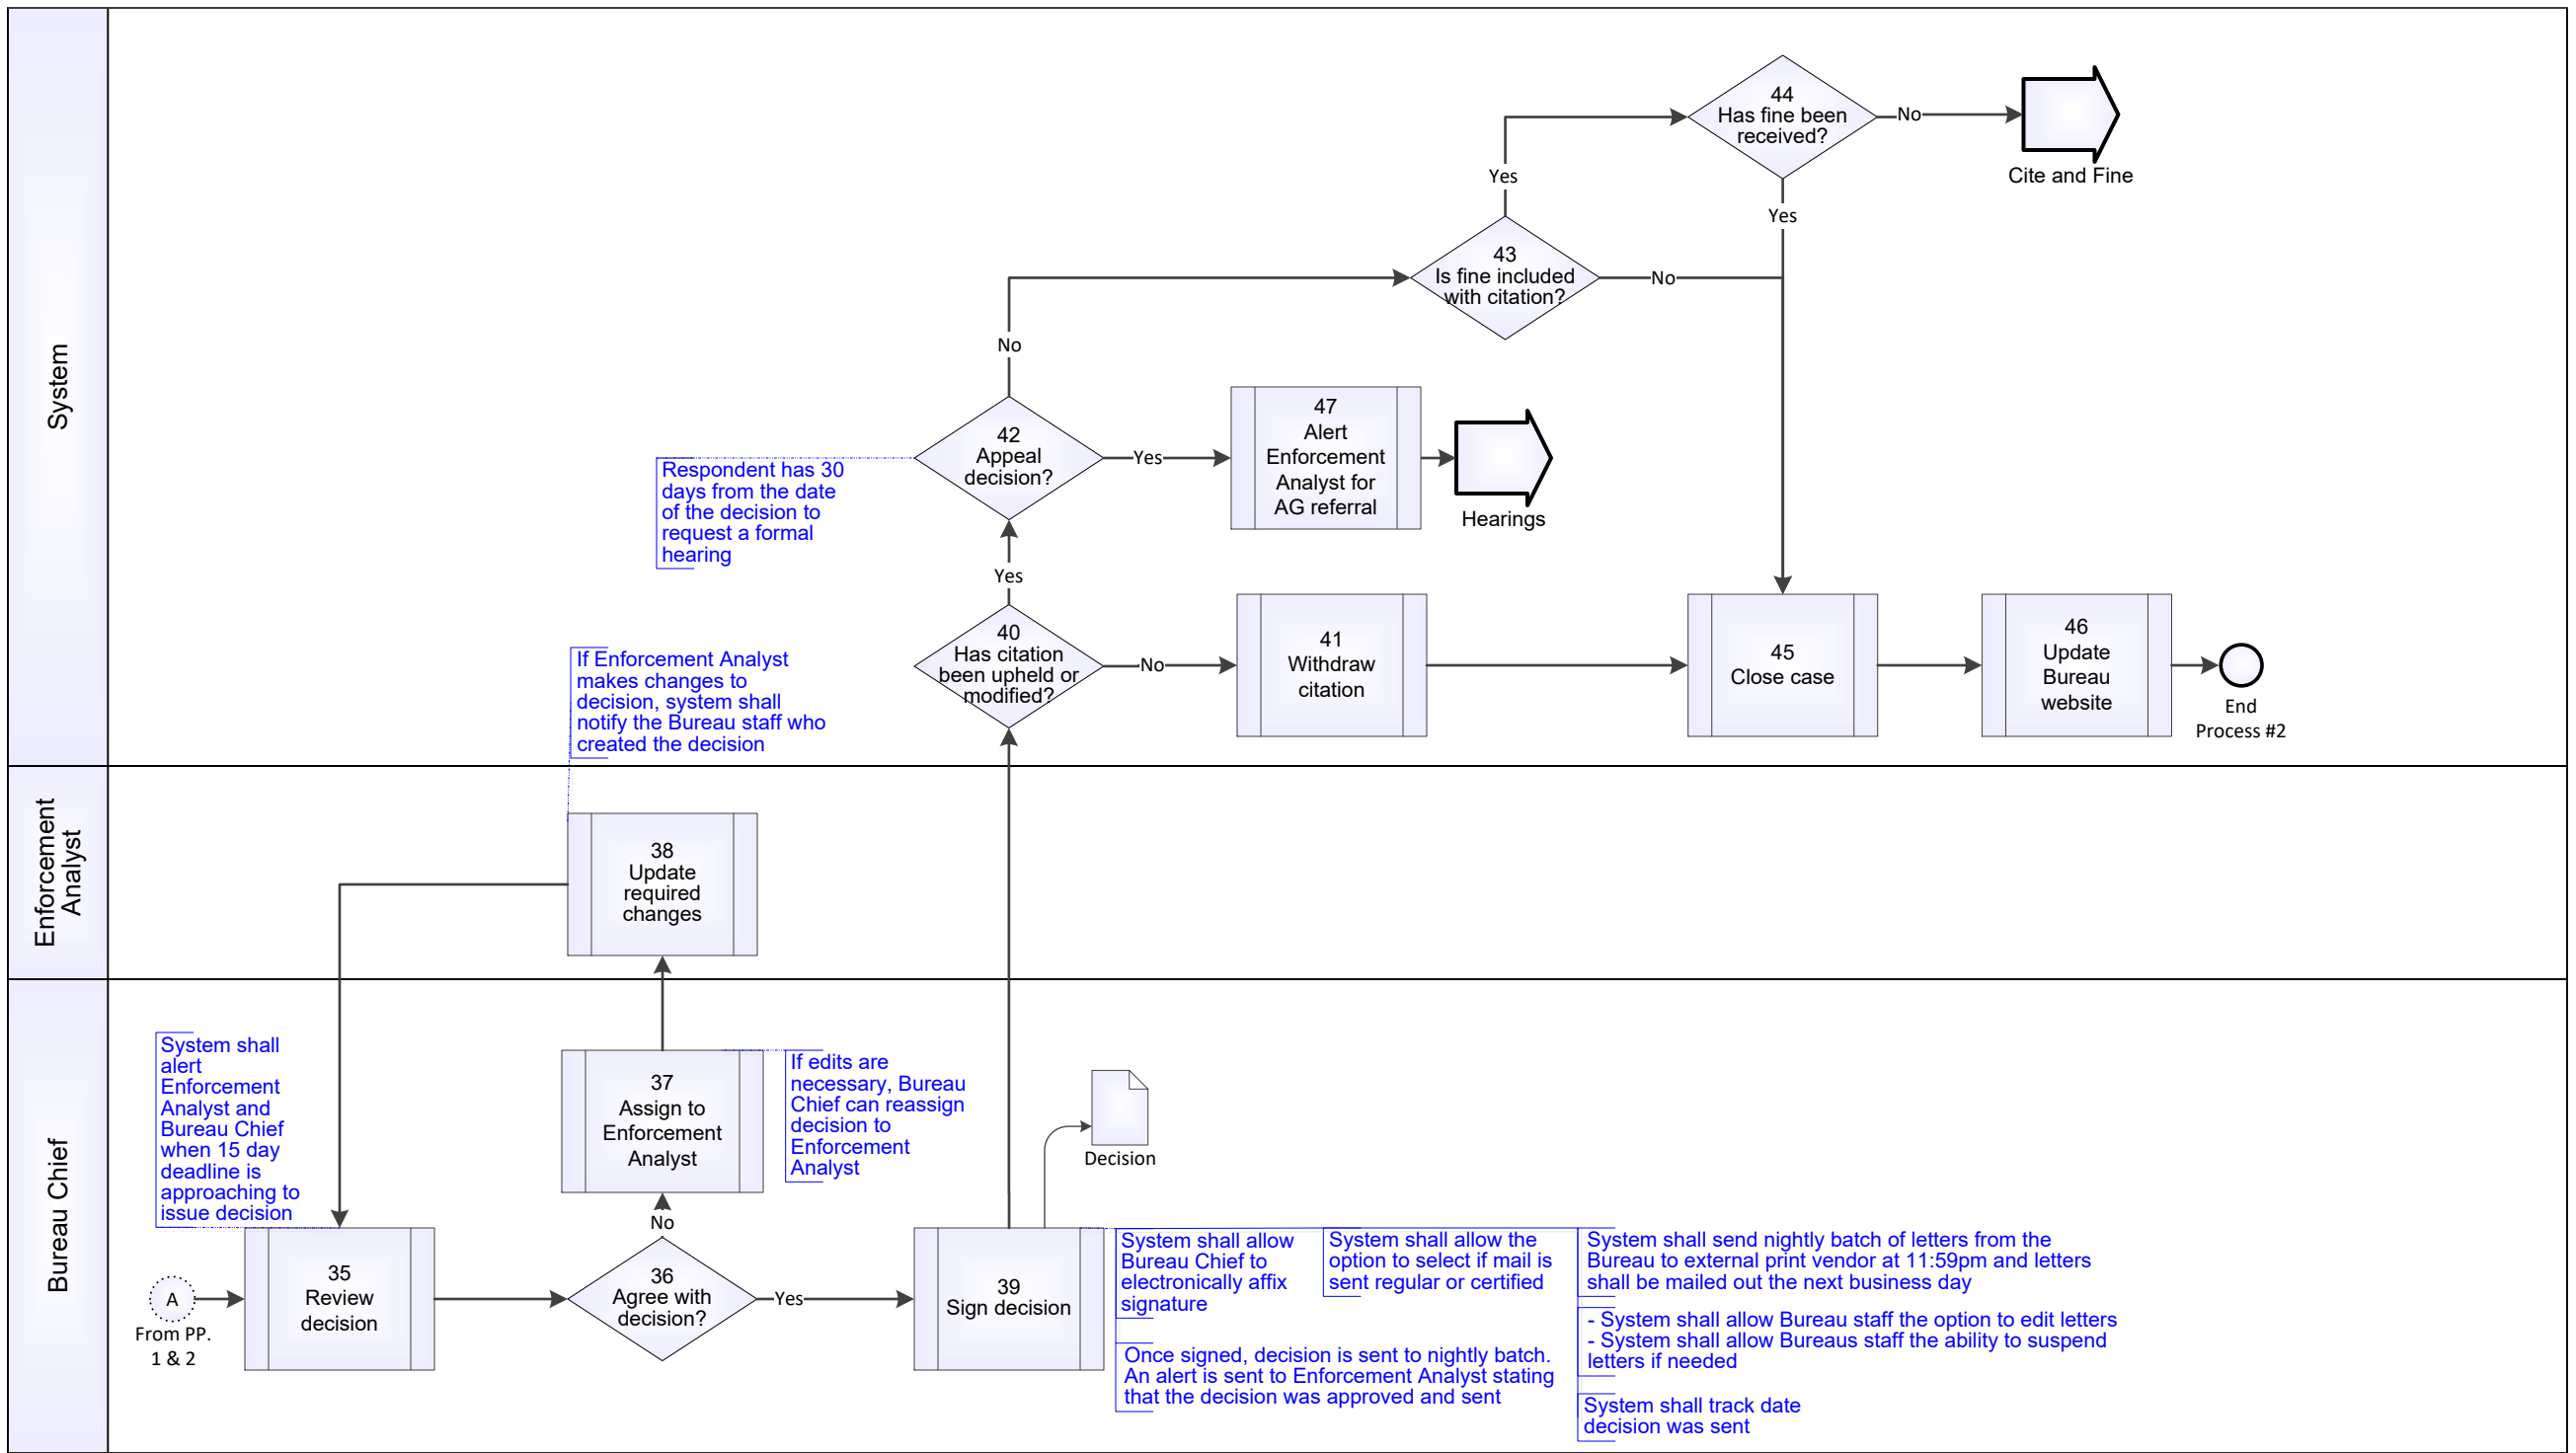 System
44
Has fine been
received?
No
Cite and Fine
Yes
Yes
43
Is fine included
with citation?
No
No
42
Appeal
decision?
Yes
47
Alert
Enforcement
Analyst for
AG referral
Hearings
Respondent has 30
days from the date
of the decision to
request a formal
hearing
Yes
40
Has citation
been upheld or
modified?
No
41
Withdraw
citation
45
Close case
46
Update
Bureau
website
End
Process #2
If Enforcement Analyst
makes changes to
decision, system shall
notify the Bureau staff who
created the decision
Enforcement
Analyst
38
Update
required
changes
Bureau Chief
System shall
alert
Enforcement
Analyst and
Bureau Chief
when 15 day
deadline is
approaching to
issue decision
37
Assign to
Enforcement
Analyst
If edits are
necessary, Bureau
Chief can reassign
decision to
Enforcement
Analyst
Decision
No
A
From PP.
1 & 2
35
Review
decision
36
Agree with
decision?
Yes
39
Sign decision
System shall allow
Bureau Chief to
electronically affix
signature
System shall allow the
option to select if mail is
sent regular or certified
System shall send nightly batch of letters from the
Bureau to external print vendor at 11:59pm and letters
shall be mailed out the next business day
- System shall allow Bureau staff the option to edit letters
- System shall allow Bureaus staff the ability to suspend
letters if needed
Once signed, decision is sent to nightly batch.
An alert is sent to Enforcement Analyst stating
that the decision was approved and sent
System shall track date
decision was sent